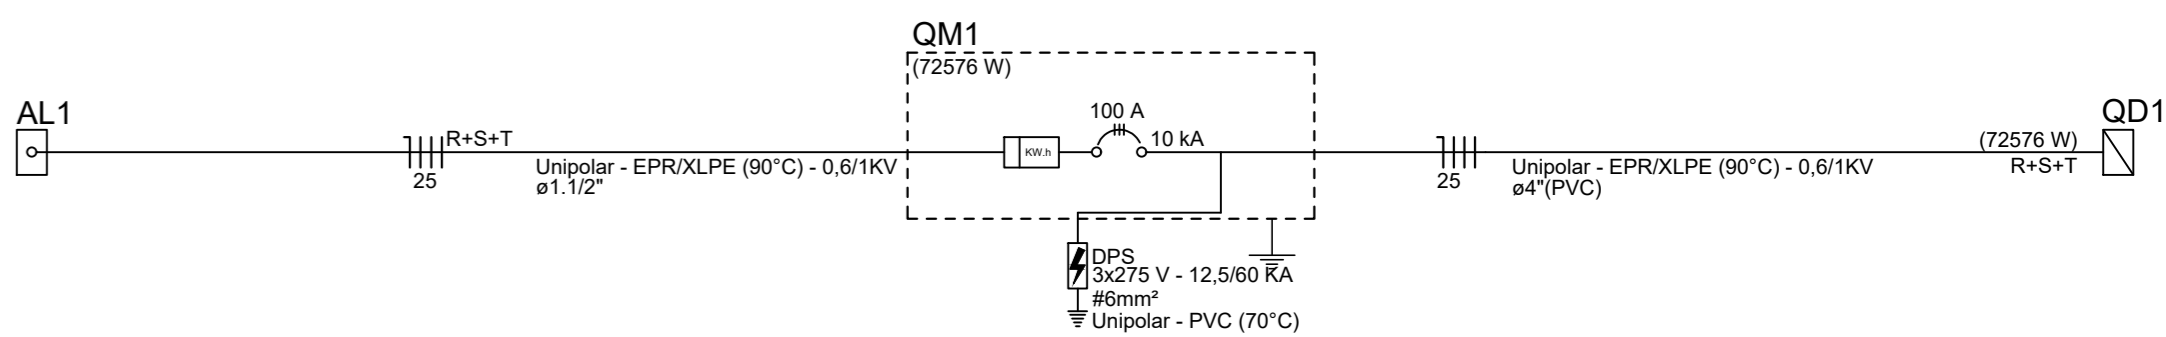 QM1
(72576 W)
AL1
100 A
QD1
R+S+T
KW.h
10 kA
(72576 W)
25
Unipolar - EPR/XLPE (90°C) - 0,6/1KV
ø1.1/2"
25
Unipolar - EPR/XLPE (90°C) - 0,6/1KV
ø4"(PVC)
R+S+T
DPS
3x275 V - 12,5/60 KA
#6mm²
Unipolar - PVC (70°C)